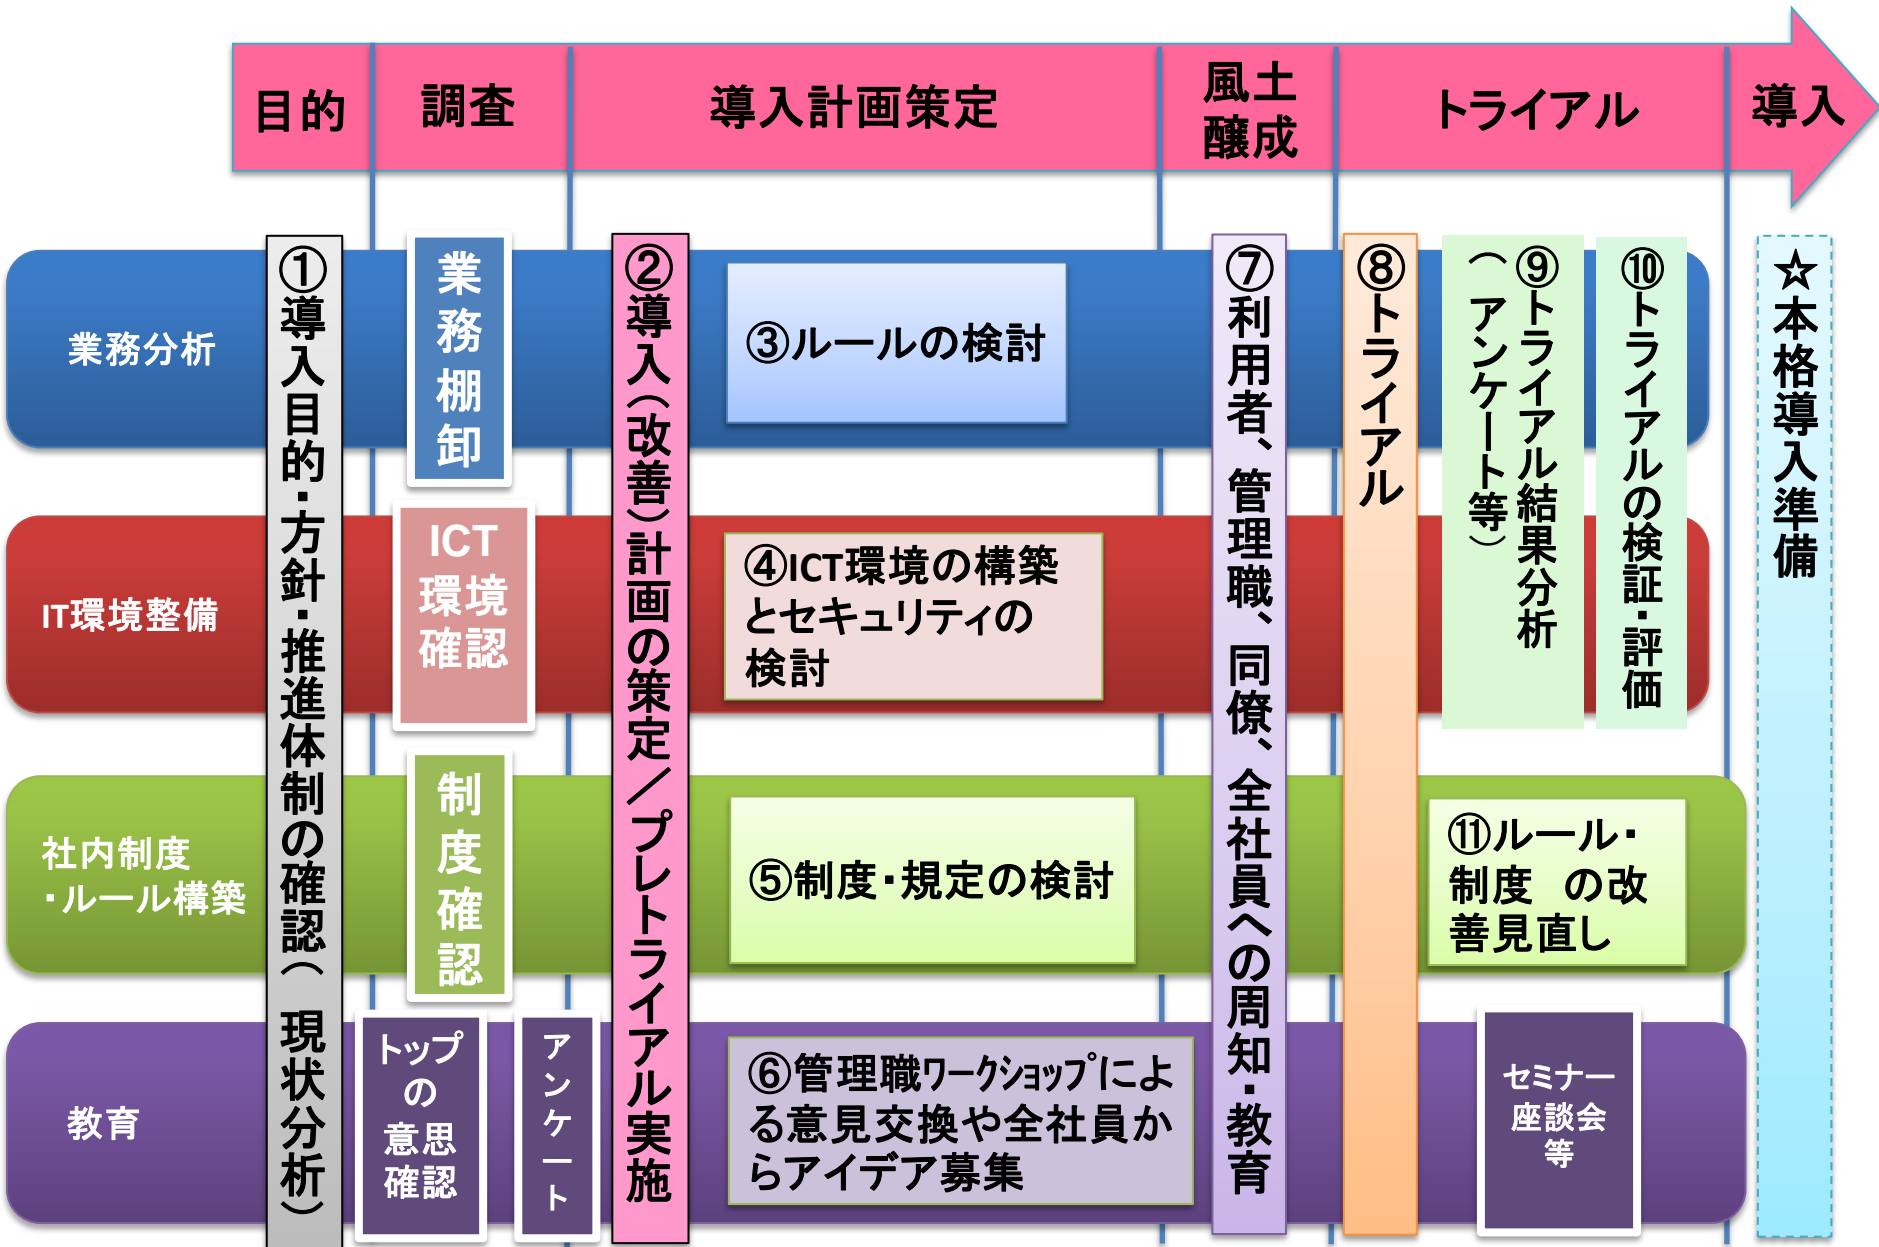 目的
調査
導入計画策定
風土
醸成
トライアル
導入
業務分析
IT環境整備
社内制度
・ルール構築
教育
①導入目的・方針・推進体制の確認（ 現状分析）
業務棚卸
ICT
環境
確認
制度確認
トップ
の
意思
確認
アンケート
②導入（改善）計画の策定／プレトライアル実施
③ルールの検討
④ICT環境の構築
とセキュリティの
検討
⑤制度・規定の検討
⑥管理職ワークショップによ
る意見交換や全社員か
らアイデア募集
⑦利用者、管理職、同僚、全社員への周知・教育
⑧トライアル
⑨トライアル結果分析
（アンケート等）
⑩トライアルの検証・評価
⑪ルール・
制度　の改
善見直し
セミナー
座談会
等
☆本格導入準備